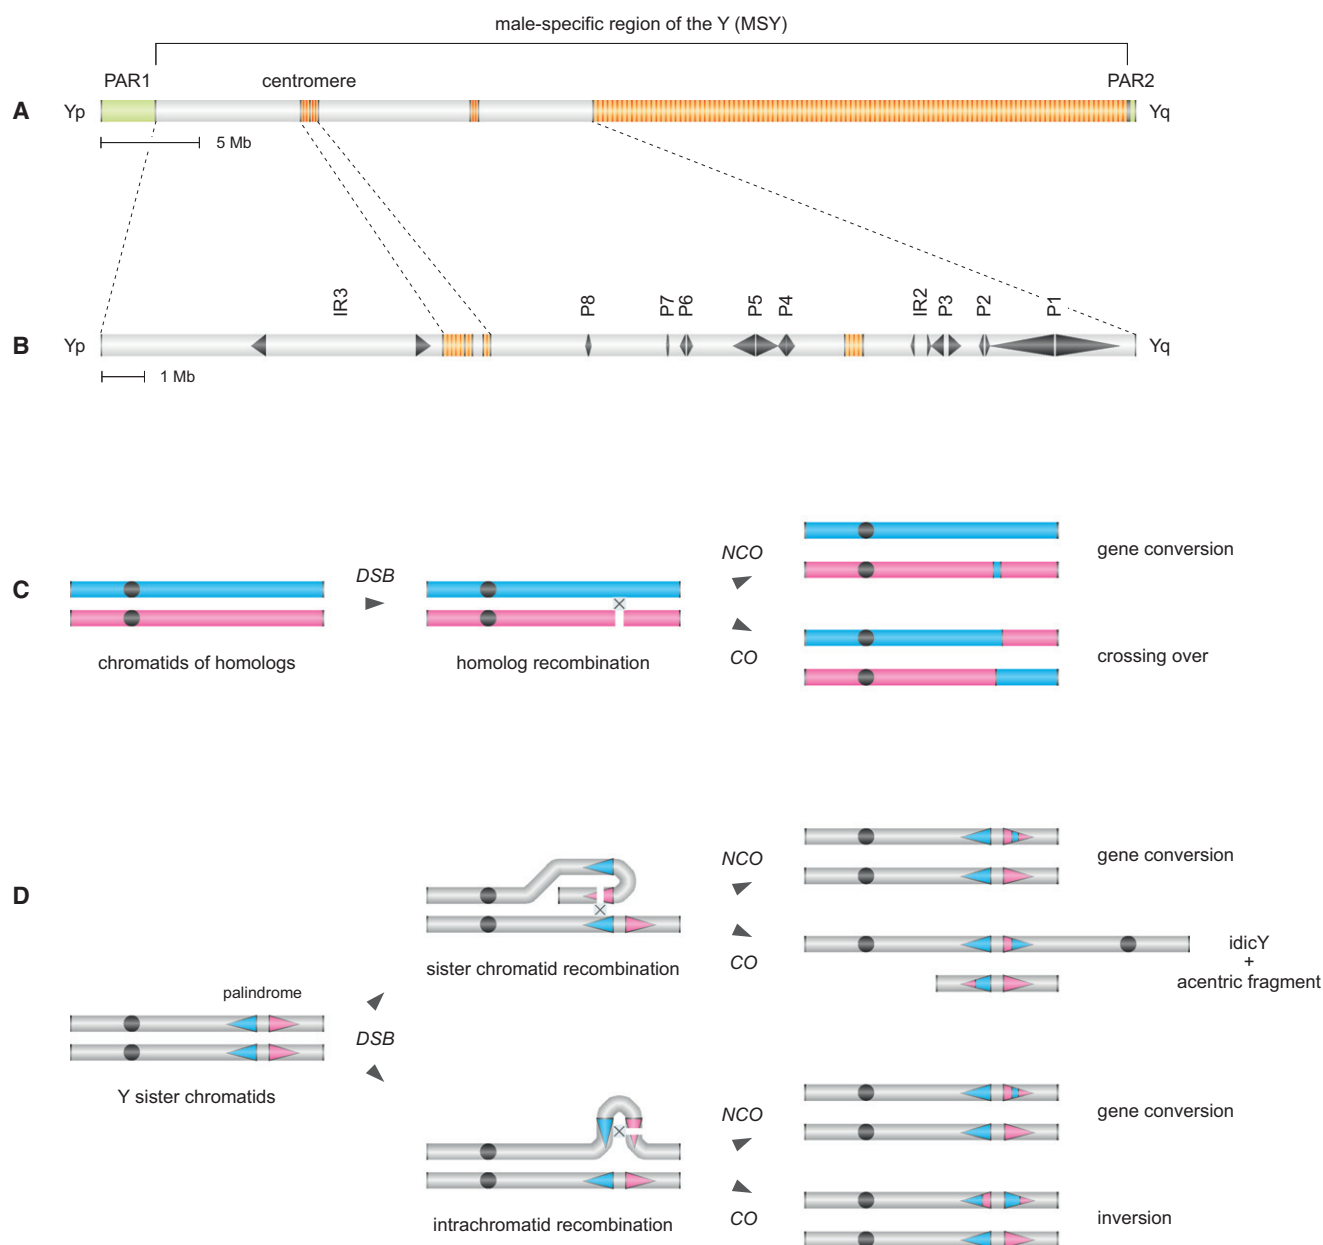 male-specific region of the Y (MSY)
PAR1
centromere
PAR2
A
Yp
Yq
5 Mb
IR3
P8
P7
P6
P5
P4
IR2
P3
P2
P1
B
Yp
Yq
1 Mb
C
chromatids of homologs
DSB
homolog recombination
NCO
gene conversion
CO
crossing over
D
palindrome
Y sister chromatids
DSB
sister chromatid recombination
NCO
gene conversion
CO
idicY
+
acentric fragment
intrachromatid recombination
NCO
gene conversion
CO
inversion